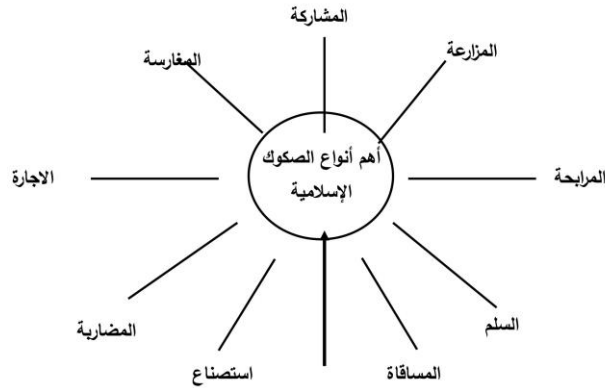 المشاركة
المزارعة
المغارسة
أهم أنواع الصكوك
الإسلامية
المرابحة
الاجارة
السلم
المضاربة
المساقاة
استصناع